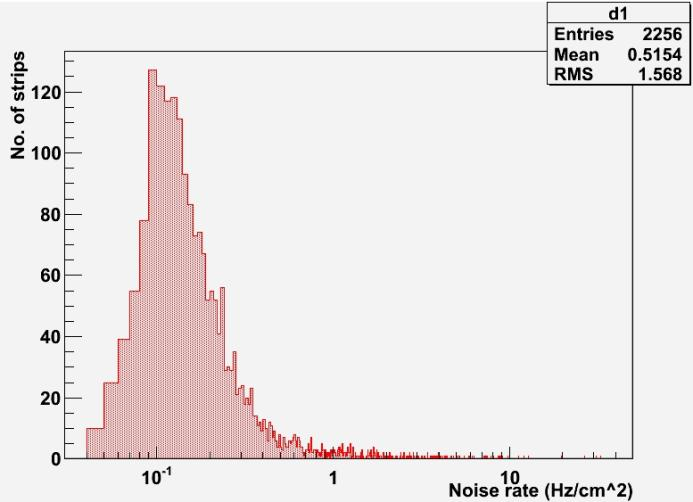 d1
Entries 2256
Mean 0.5154
RMS 1.568
No. of strips
120
100
80
60
40
20
0
10^-1
1
10
Noise rate (Hz/cm^2)